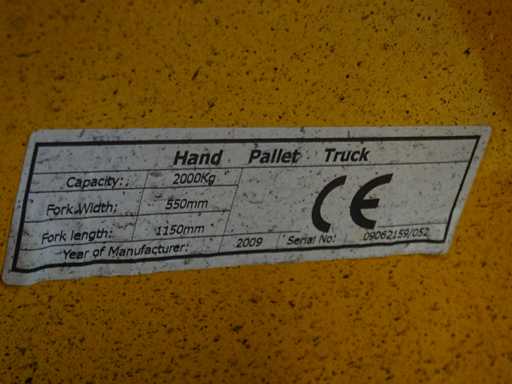 Hand Pallet Truck
Capacity: 2000Kg
Fork Width: 550mm
CE
Fork length: 1150mm
Year of Manufacturer: 2009 Serial No: 09062159/052